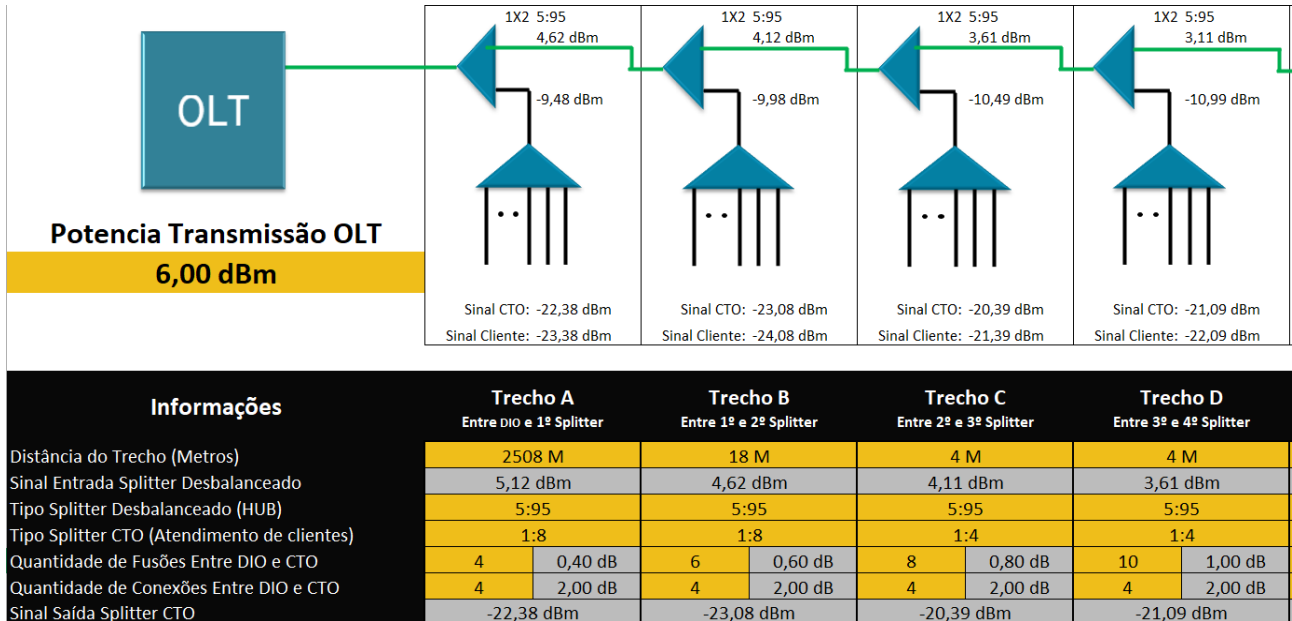 1X2 5:95 1X2 5:95 1X2 5:95 1X2 5:95
4,62 dBm 4,12 dBm 3,61 dBm 3,11 dBm
OLT
-9,48 dBm -9,98 dBm -10,49 dBm -10,99 dBm
Potencia Transmissão OLT
6,00 dBm
Sinal CTO: -22,38 dBm Sinal CTO: -23,08 dBm Sinal CTO: -20,39 dBm Sinal CTO: -21,09 dBm
Sinal Cliente: -23,38 dBm Sinal Cliente: -24,08 dBm Sinal Cliente: -21,39 dBm Sinal Cliente: -22,09 dBm
Informações Trecho A Trecho B Trecho C Trecho D
Entre DIO e 1º Splitter Entre 1º e 2º Splitter Entre 2º e 3º Splitter Entre 3º e 4º Splitter
Distância do Trecho (Metros) 2508 M 18 M 4 M 4 M
Sinal Entrada Splitter Desbalanceado 5,12 dBm 4,62 dBm 4,11 dBm 3,61 dBm
Tipo Splitter Desbalanceado (HUB) 5:95 5:95 5:95 5:95
Tipo Splitter CTO (Atendimento de clientes) 1:8 1:8 1:4 1:4
Quantidade de Fusões Entre DIO e CTO 4 0,40 dB 6 0,60 dB 8 0,80 dB 10 1,00 dB
Quantidade de Conexões Entre DIO e CTO 4 2,00 dB 4 2,00 dB 4 2,00 dB 4 2,00 dB
Sinal Saída Splitter CTO -22,38 dBm -23,08 dBm -20,39 dBm -21,09 dBm